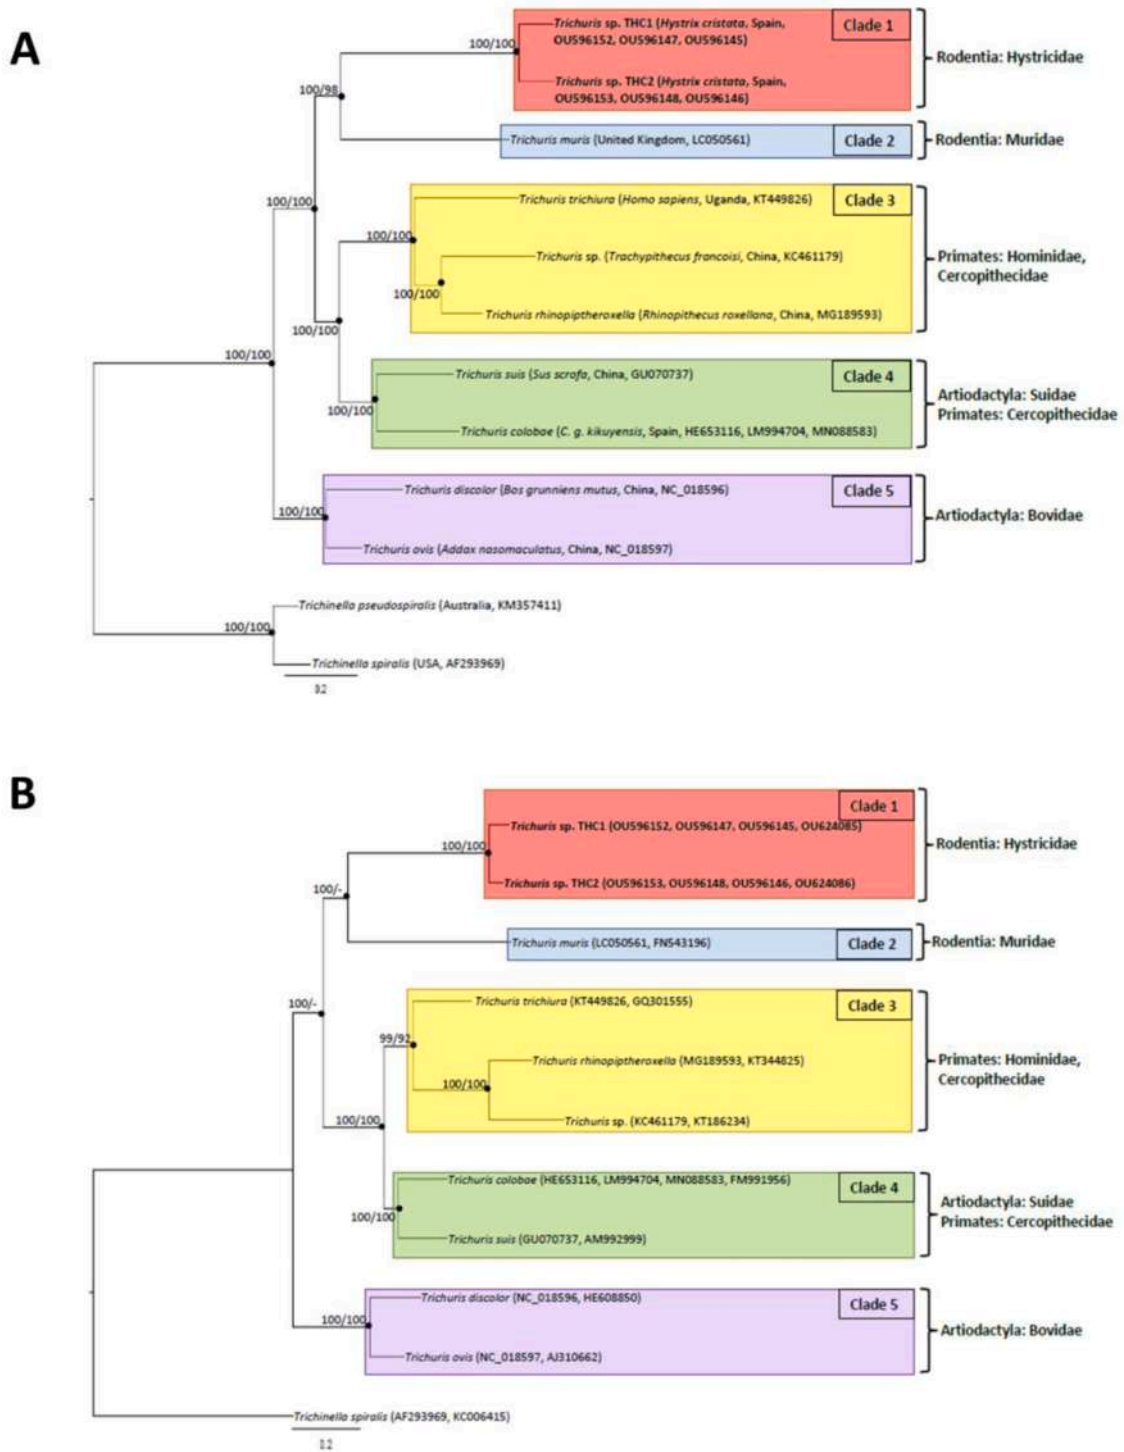 A
Trichuris sp. THC1 (Hystrix cristata, Spain,
OU596152, OU596147, OU596145)
Clade 1
100/100
Rodentia: Hystricidae
Trichuris sp. THC2 (Hystrix cristata, Spain,
OU596153, OU596148, OU596146)
100/98
Trichuris muris (United Kingdom, LC050561)
Clade 2
Rodentia: Muridae
100/100
Trichuris trichiura (Homo sapiens, Uganda, KT449826)
Clade 3
100/100
Trichuris sp. (Trachypithecus francoisi, China, KC461179)
Primates: Hominidae,
Cercopithecidae
100/100
Trichuris rhinopiptheroxella (Rhinopithecus roxellana, China, MG189593)
100/100
100/100
Trichuris suis (Sus scrofa, China, GU070737)
Clade 4
Artiodactyla: Suidae
Primates: Cercopithecidae
100/100
Trichuris colobae (C. g. kikuyensis, Spain, HE653116, LM994704, MN088583)
Trichuris discolor (Bos grunniens mutus, China, NC_018596)
Clade 5
100/100
Artiodactyla: Bovidae
Trichuris ovis (Addax nasomaculatus, China, NC_018597)
Trichinella pseudospiralis (Australia, KM357411)
100/100
Trichinella spiralis (USA, AF293969)
0.2
B
Clade 1
Trichuris sp. THC1 (OU596152, OU596147, OU596145, OU624085)
100/100
Rodentia: Hystricidae
Trichuris sp. THC2 (OU596153, OU596148, OU596146, OU624086)
100/-
Trichuris muris (LC050561, FN543196)
Clade 2
Rodentia: Muridae
100/-
Trichuris trichiura (KT449826, GQ301555)
Clade 3
99/92
Trichuris rhinopiptheroxella (MG189593, KT344825)
Primates: Hominidae,
Cercopithecidae
100/100
100/100
Trichuris sp. (KC461179, KT186234)
Trichuris colobae (HE653116, LM994704, MN088583, FM991956)
Clade 4
Artiodactyla: Suidae
Primates: Cercopithecidae
100/100
Trichuris suis (GU070737, AM992999)
Trichuris discolor (NC_018596, HE608850)
Clade 5
100/100
Artiodactyla: Bovidae
Trichuris ovis (NC_018597, AJ310662)
Trichinella spiralis (AF293969, KC006415)
0.2